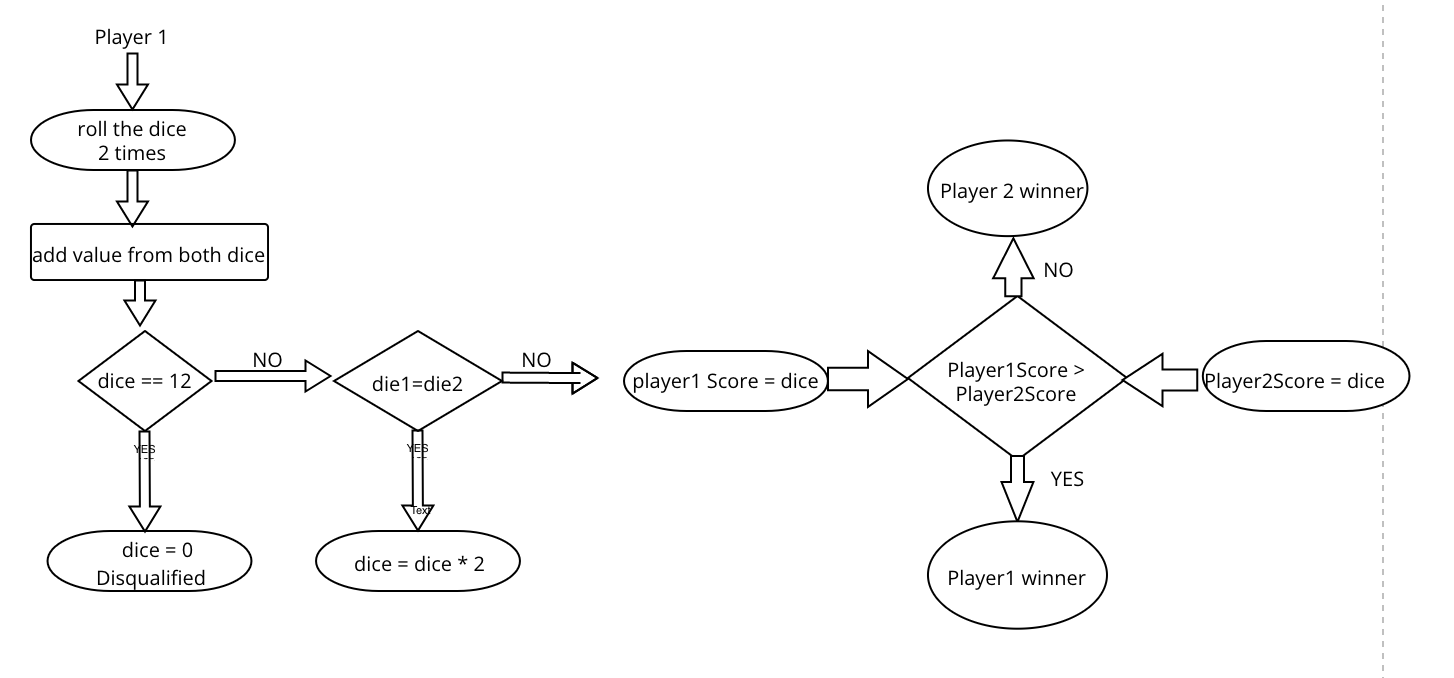 Player 1
roll the dice
2 times
add value from both dice
dice == 12
NO
die1=die2
NO
YES
YES
Text
dice = 0
Disqualified
dice = dice * 2
Player 2 winner
NO
player1 Score = dice
Player1Score >
Player2Score
Player2Score = dice
YES
Player1 winner